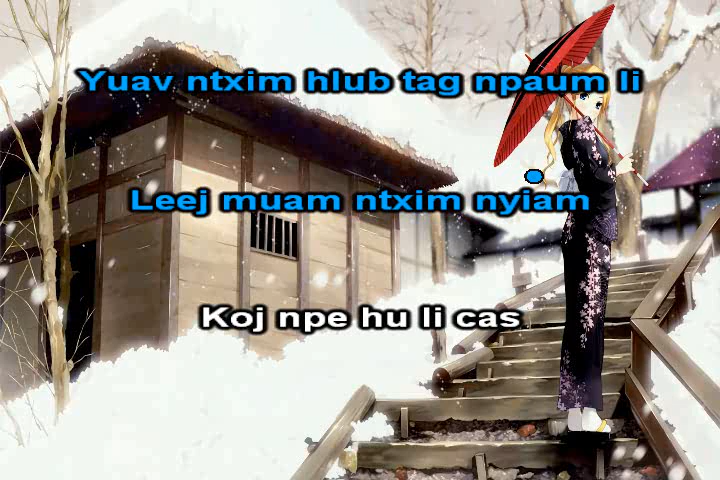 Yuav ntxim hlub tag npaum li
Leej muam ntxim nyiam
Koj npe hu li cas